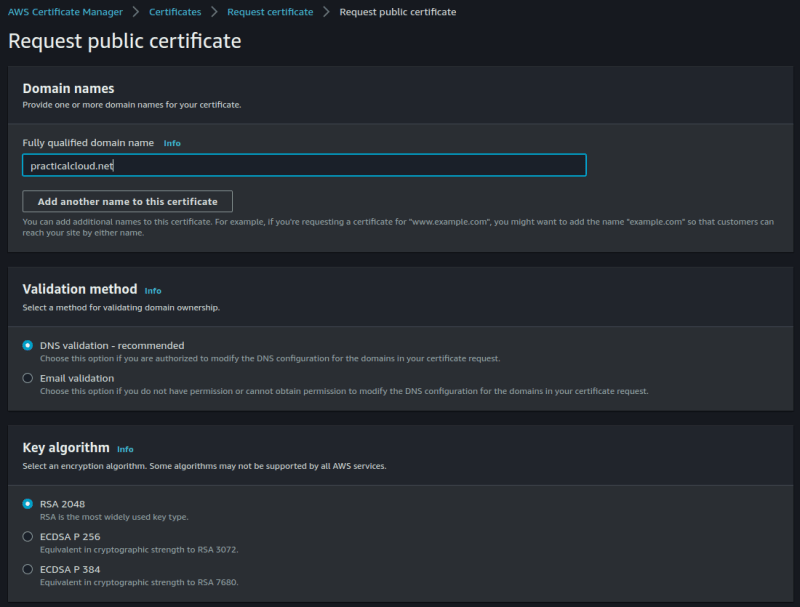 AWS Certificate Manager > Certificates > Request certificate > Request public certificate
Request public certificate
Domain names
Provide one or more domain names for your certificate.
Fully qualified domain name Info
practicalcloud.net
Add another name to this certificate
You can add additional names to this certificate. For example, if you're requesting a certificate for "www.example.com", you might want to add the name "example.com" so that customers can
reach your site by either name.
Validation method Info
Select a method for validating domain ownership.
DNS validation - recommended
Choose this option if you are authorized to modify the DNS configuration for the domains in your certificate request.
Email validation
Choose this option if you do not have permission or cannot obtain permission to modify the DNS configuration for the domains in your certificate request.
Key algorithm Info
Select an encryption algorithm. Some algorithms may not be supported by all AWS services.
RSA 2048
RSA is the most widely used key type.
ECDSA P 256
Equivalent in cryptographic strength to RSA 3072.
ECDSA P 384
Equivalent in cryptographic strength to RSA 7680.